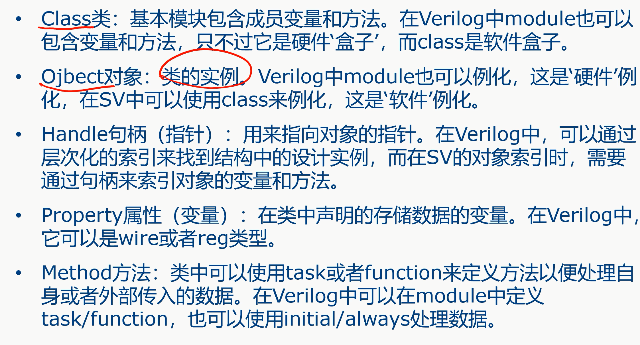 • Class类：基本模块包含成员变量和方法。在Verilog中module也可以
包含变量和方法，只不过它是硬件‘盒子’，而class是软件盒子。
• Ojbect对象：类的实例。Verilog中module也可以例化，这是‘硬件’例
化，在SV中可以使用class来例化，这是‘软件’例化。
• Handle句柄（指针）：用来指向对象的指针。在Verilog中，可以通过
层次化的索引来找到结构中的设计实例，而在SV的对象索引时，需要
通过句柄来索引对象的变量和方法。
• Property属性（变量）：在类中声明的存储数据的变量。在Verilog中，
它可以是wire或者reg类型。
• Method方法：类中可以使用task或者function来定义方法以便处理自
身或者外部传入的数据。在Verilog中可以在module中定义
task/function，也可以使用initial/always处理数据。